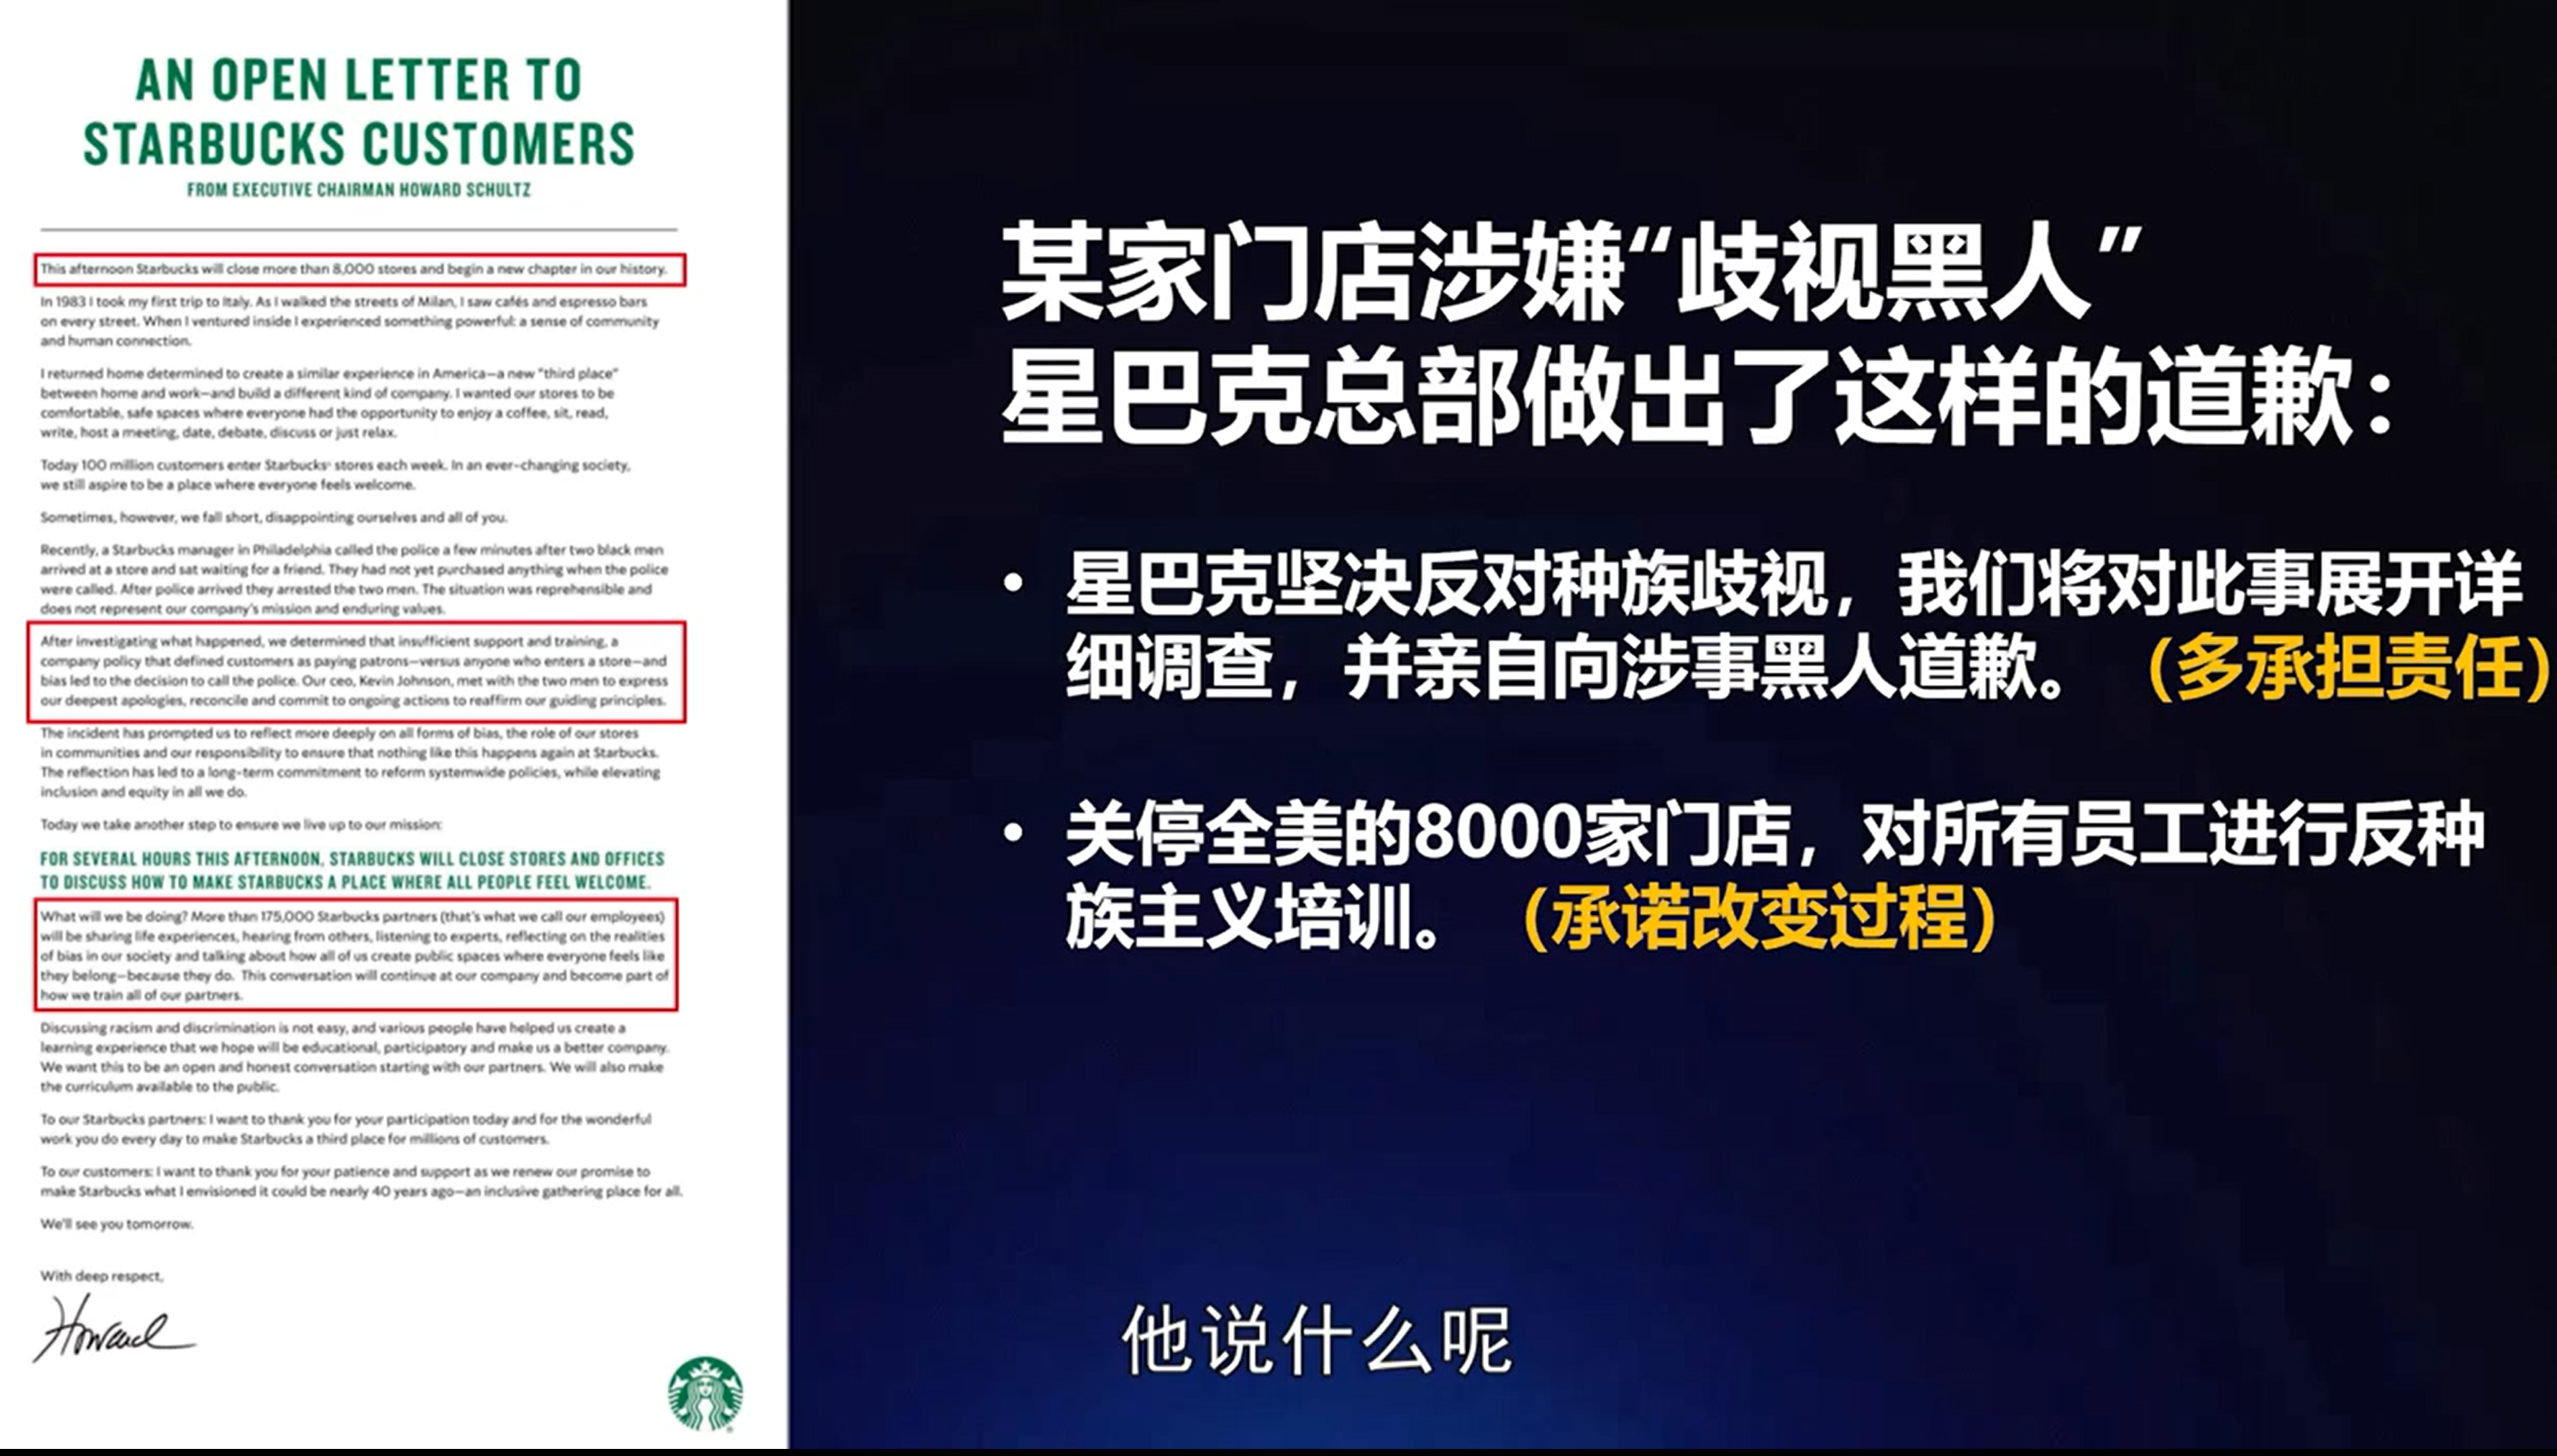 AN OPEN LETTER TO
STARBUCKS CUSTOMERS
FROM EXECUTIVE CHAIRMAN HOWARD SCHULTZ
This afternoon Starbucks will close more than 8,000 stores and begin a new chapter in our history.
In 1983 I took my first trip to Italy. As I walked the streets of Milan, I saw cafés and espresso bars
on every street. When I ventured inside I experienced something powerful: a sense of community
and human connection.
I returned home determined to create a similar experience in America—a new "third place"
between home and work—and build a different kind of company. I wanted our stores to be
comfortable, safe spaces where everyone had the opportunity to enjoy a coffee, sit, read,
write, host a meeting, date, debate, discuss or just relax.
Today 100 million customers enter Starbucks® stores each week. In an ever-changing society,
we still aspire to be a place where everyone feels welcome.
Sometimes, however, we fall short, disappointing ourselves and all of you.
Recently, a Starbucks manager in Philadelphia called the police a few minutes after two black men
arrived at a store and sat waiting for a friend. They had not yet purchased anything when the police
were called. After police arrived they arrested the two men. The situation was reprehensible and
does not represent our company's mission and enduring values.
After investigating what happened, we determined that insufficient support and training, a
company policy that defined customers as paying patrons—versus anyone who enters a store—and
bias led to the decision to call the police. Our ceo, Kevin Johnson, met with the two men to express
our deepest apologies, reconcile and commit to ongoing actions to reaffirm our guiding principles.
The incident has prompted us to reflect more deeply on all forms of bias, the role of our stores
in communities and our responsibility to ensure that nothing like this happens again at Starbucks.
The reflection has led to a long-term commitment to reform systemwide policies, while elevating
inclusion and equity in all we do.
Today we take another step to ensure we live up to our mission:
FOR SEVERAL HOURS THIS AFTERNOON, STARBUCKS WILL CLOSE STORES AND OFFICES
TO DISCUSS HOW TO MAKE STARBUCKS A PLACE WHERE ALL PEOPLE FEEL WELCOME.
What will we be doing? More than 175,000 Starbucks partners (that's what we call our employees)
will be sharing life experiences, hearing from others, listening to experts, reflecting on the realities
of bias in our society and talking about how all of us create public spaces where everyone feels like
they belong—because they do. This conversation will continue at our company and become part of
how we train all of our partners.
Discussing racism and discrimination is not easy, and various people have helped us create a
learning experience that we hope will be educational, participatory and make us a better company.
We want this to be an open and honest conversation starting with our partners. We will also make
the curriculum available to the public.
To our Starbucks partners: I want to thank you for your participation today and for the wonderful
work you do every day to make Starbucks a third place for millions of customers.
To our customers: I want to thank you for your patience and support as we renew our promise to
make Starbucks what I envisioned it could be nearly 40 years ago—an inclusive gathering place for all.
We'll see you tomorrow.
With deep respect,
Howard
某家门店涉嫌“歧视黑人”
星巴克总部做出了这样的道歉：
• 星巴克坚决反对种族歧视，我们将对此事展开详
细调查，并亲自向涉事黑人道歉。（多承担责任）
• 关停全美的8000家门店，对所有员工进行反种
族主义培训。（承诺改变过程）
他说什么呢